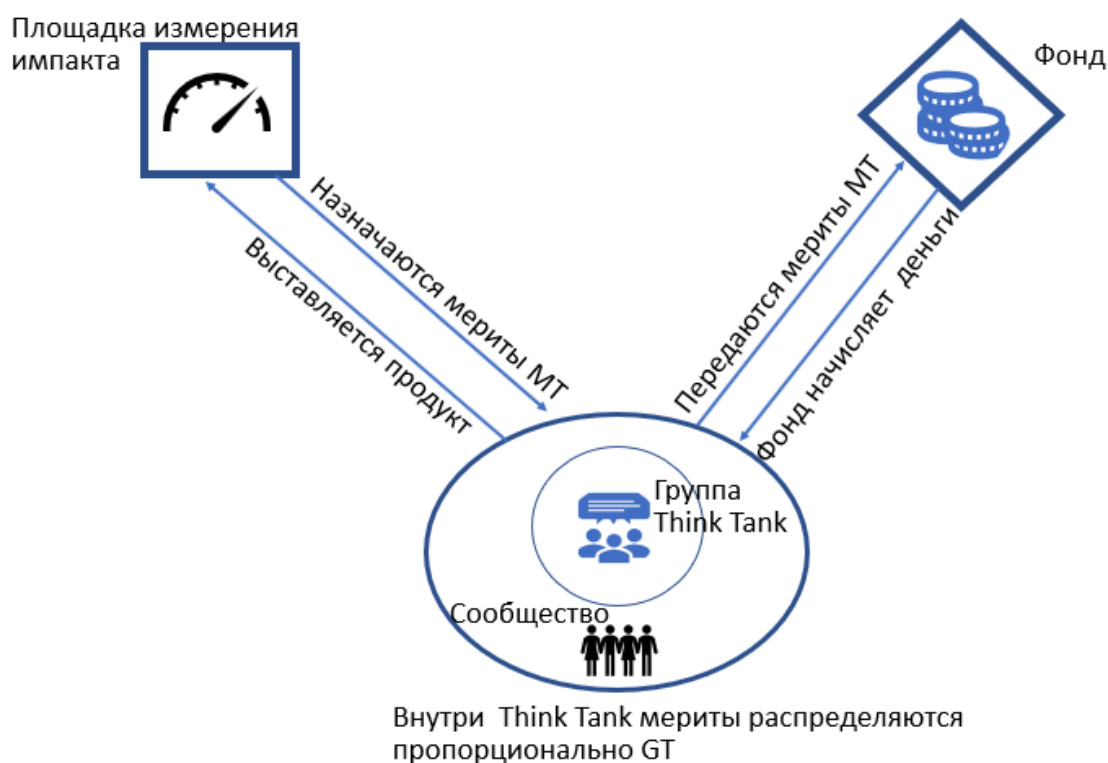 Площадка измерения
импакта
Фонд
Назначаются мериты МТ
Выставляется продукт
Передаются мериты МТ
Фонд начисляет деньги
Группа
Think Tank
Сообщество
Внутри Think Tank мериты распределяются
пропорционально GT